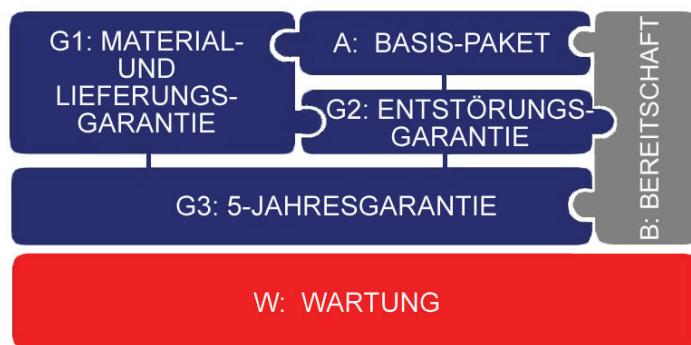 G1: MATERIAL-
UND
LIEFERUNGS-
GARANTIE
A: BASIS-PAKET
G2: ENTSTÖRUNGS-
GARANTIE
B: BEREITSCHAFT
G3: 5-JAHRESGARANTIE
W: WARTUNG